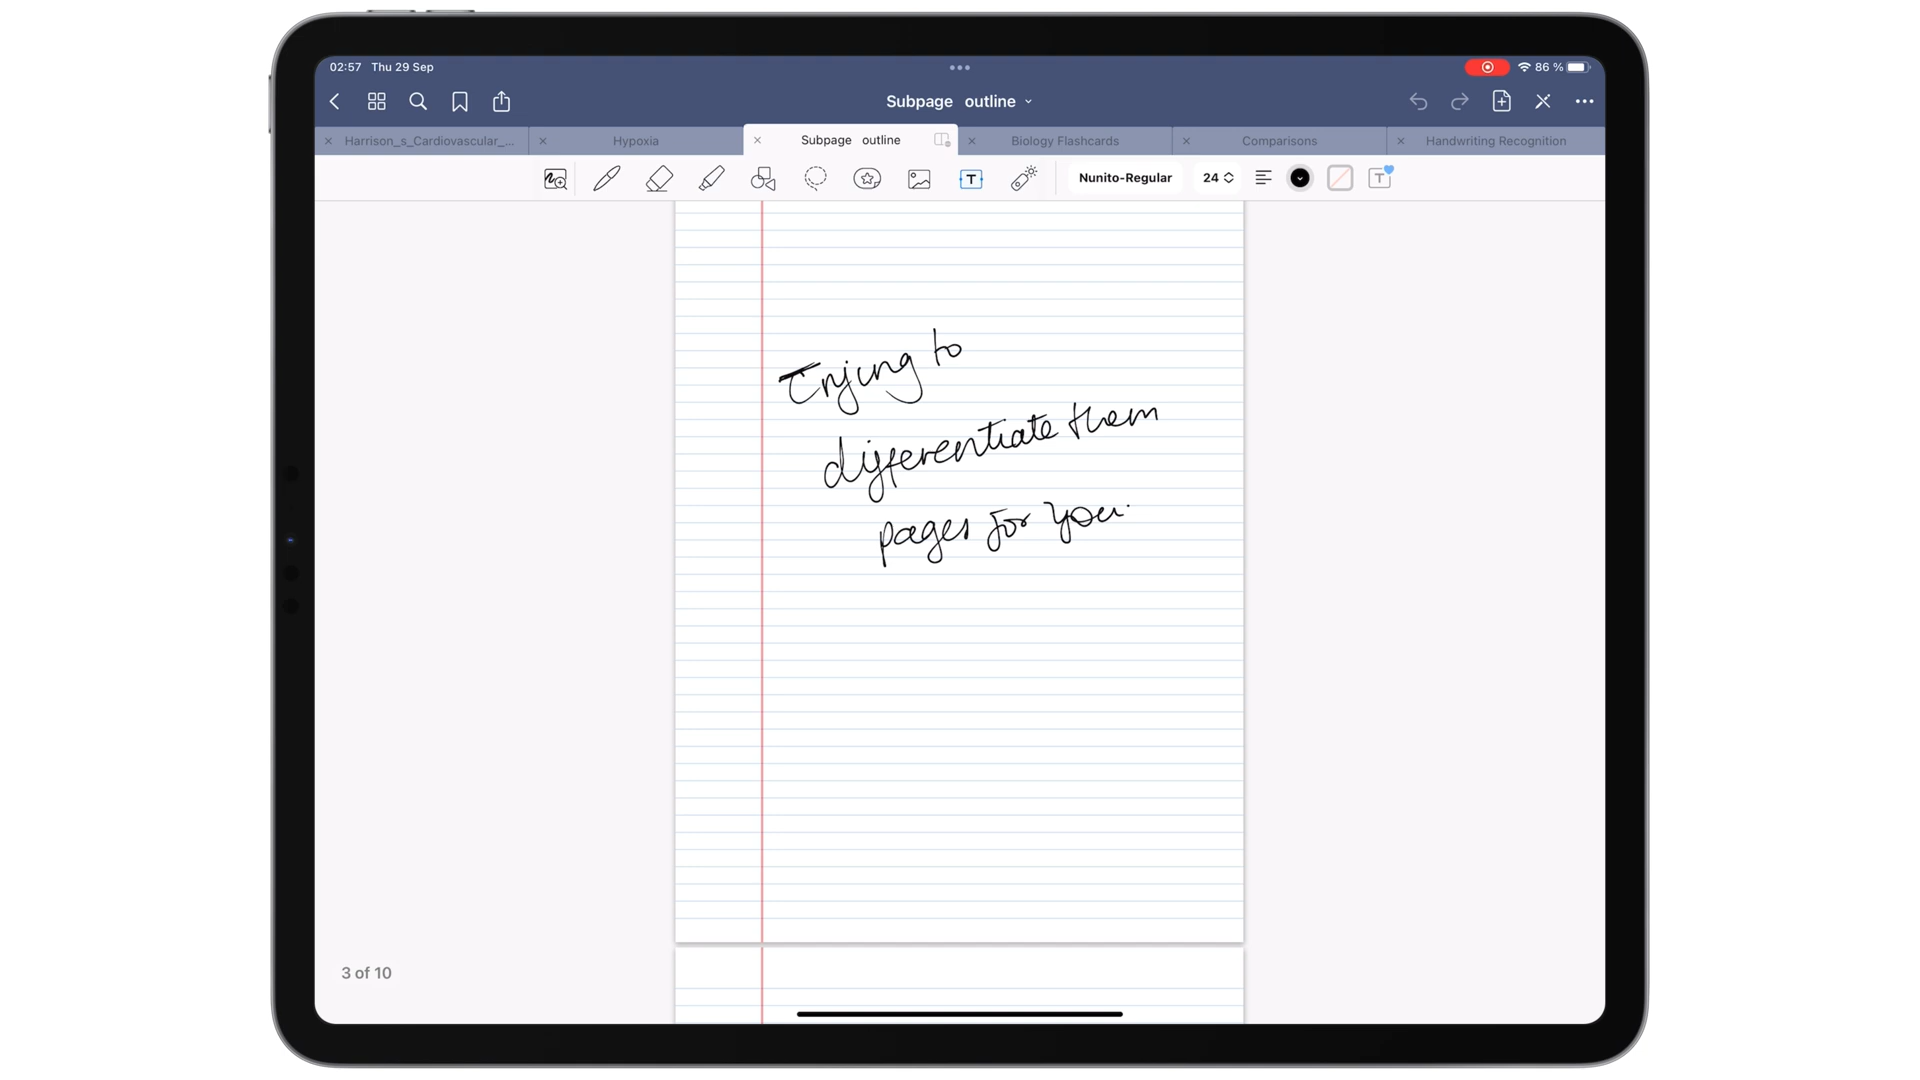 02:57 Thu 29 Sep
86 %
Subpage outline
Harrison_s_Cardiovascular_...
Hypoxia
Subpage outline
Biology Flashcards
Comparisons
Handwriting Recognition
T
Nunito-Regular
24
T
Trying to
differentiate them
pages for you.
3 of 10